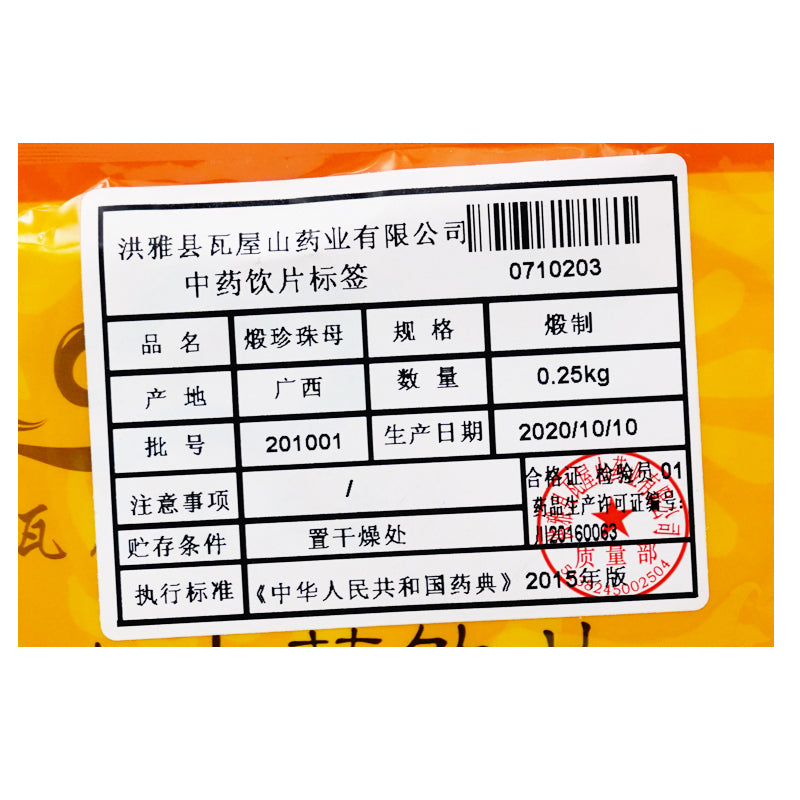 洪雅县瓦屋山药业有限公司
中药饮片标签
0710203
品名 煅珍珠母 规格 煅制
产地 广西 数量 0.25kg
批号 201001 生产日期 2020/10/10
注意事项 /
合格证 检验员 01
药品生产许可证编号:
川20160063
贮存条件 置干燥处
执行标准 《中华人民共和国药典》2015年版
质量部
瓦